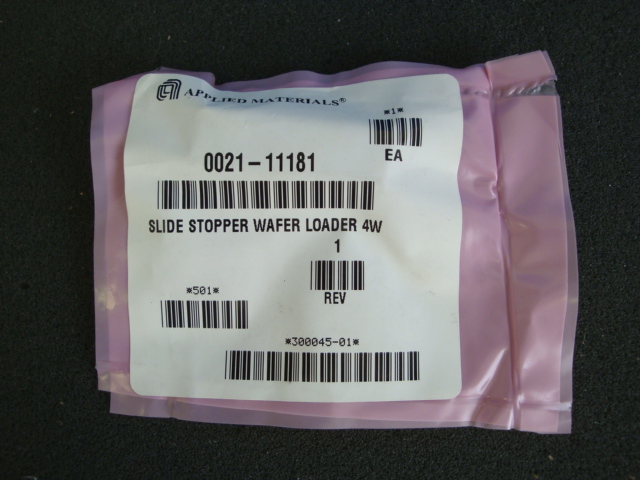 APPLIED MATERIALS®
*1*
EA
0021-11181
SLIDE STOPPER WAFER LOADER 4W
1
REV
*501*
*300045-01*